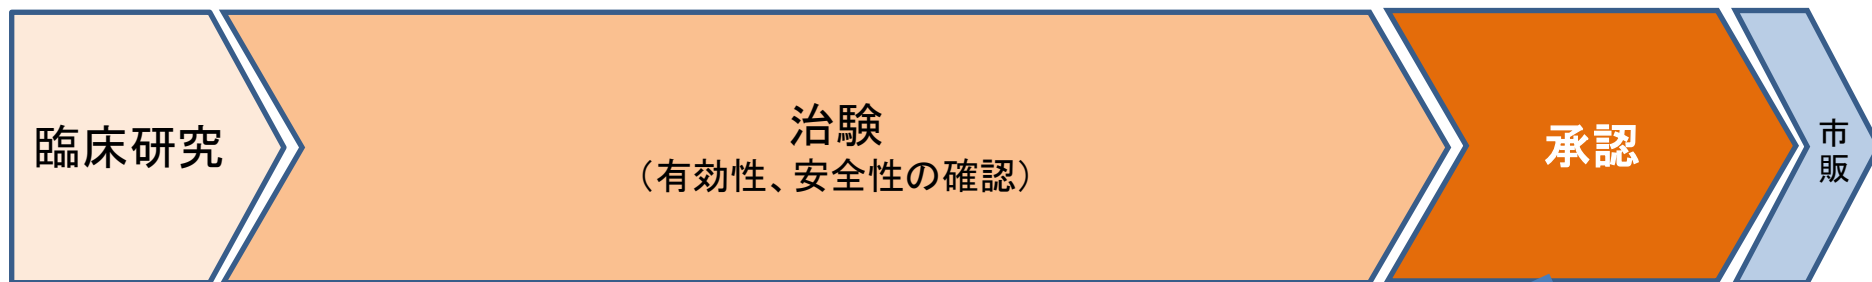 臨床研究
治験
（有効性、安全性の確認）
承認
市販